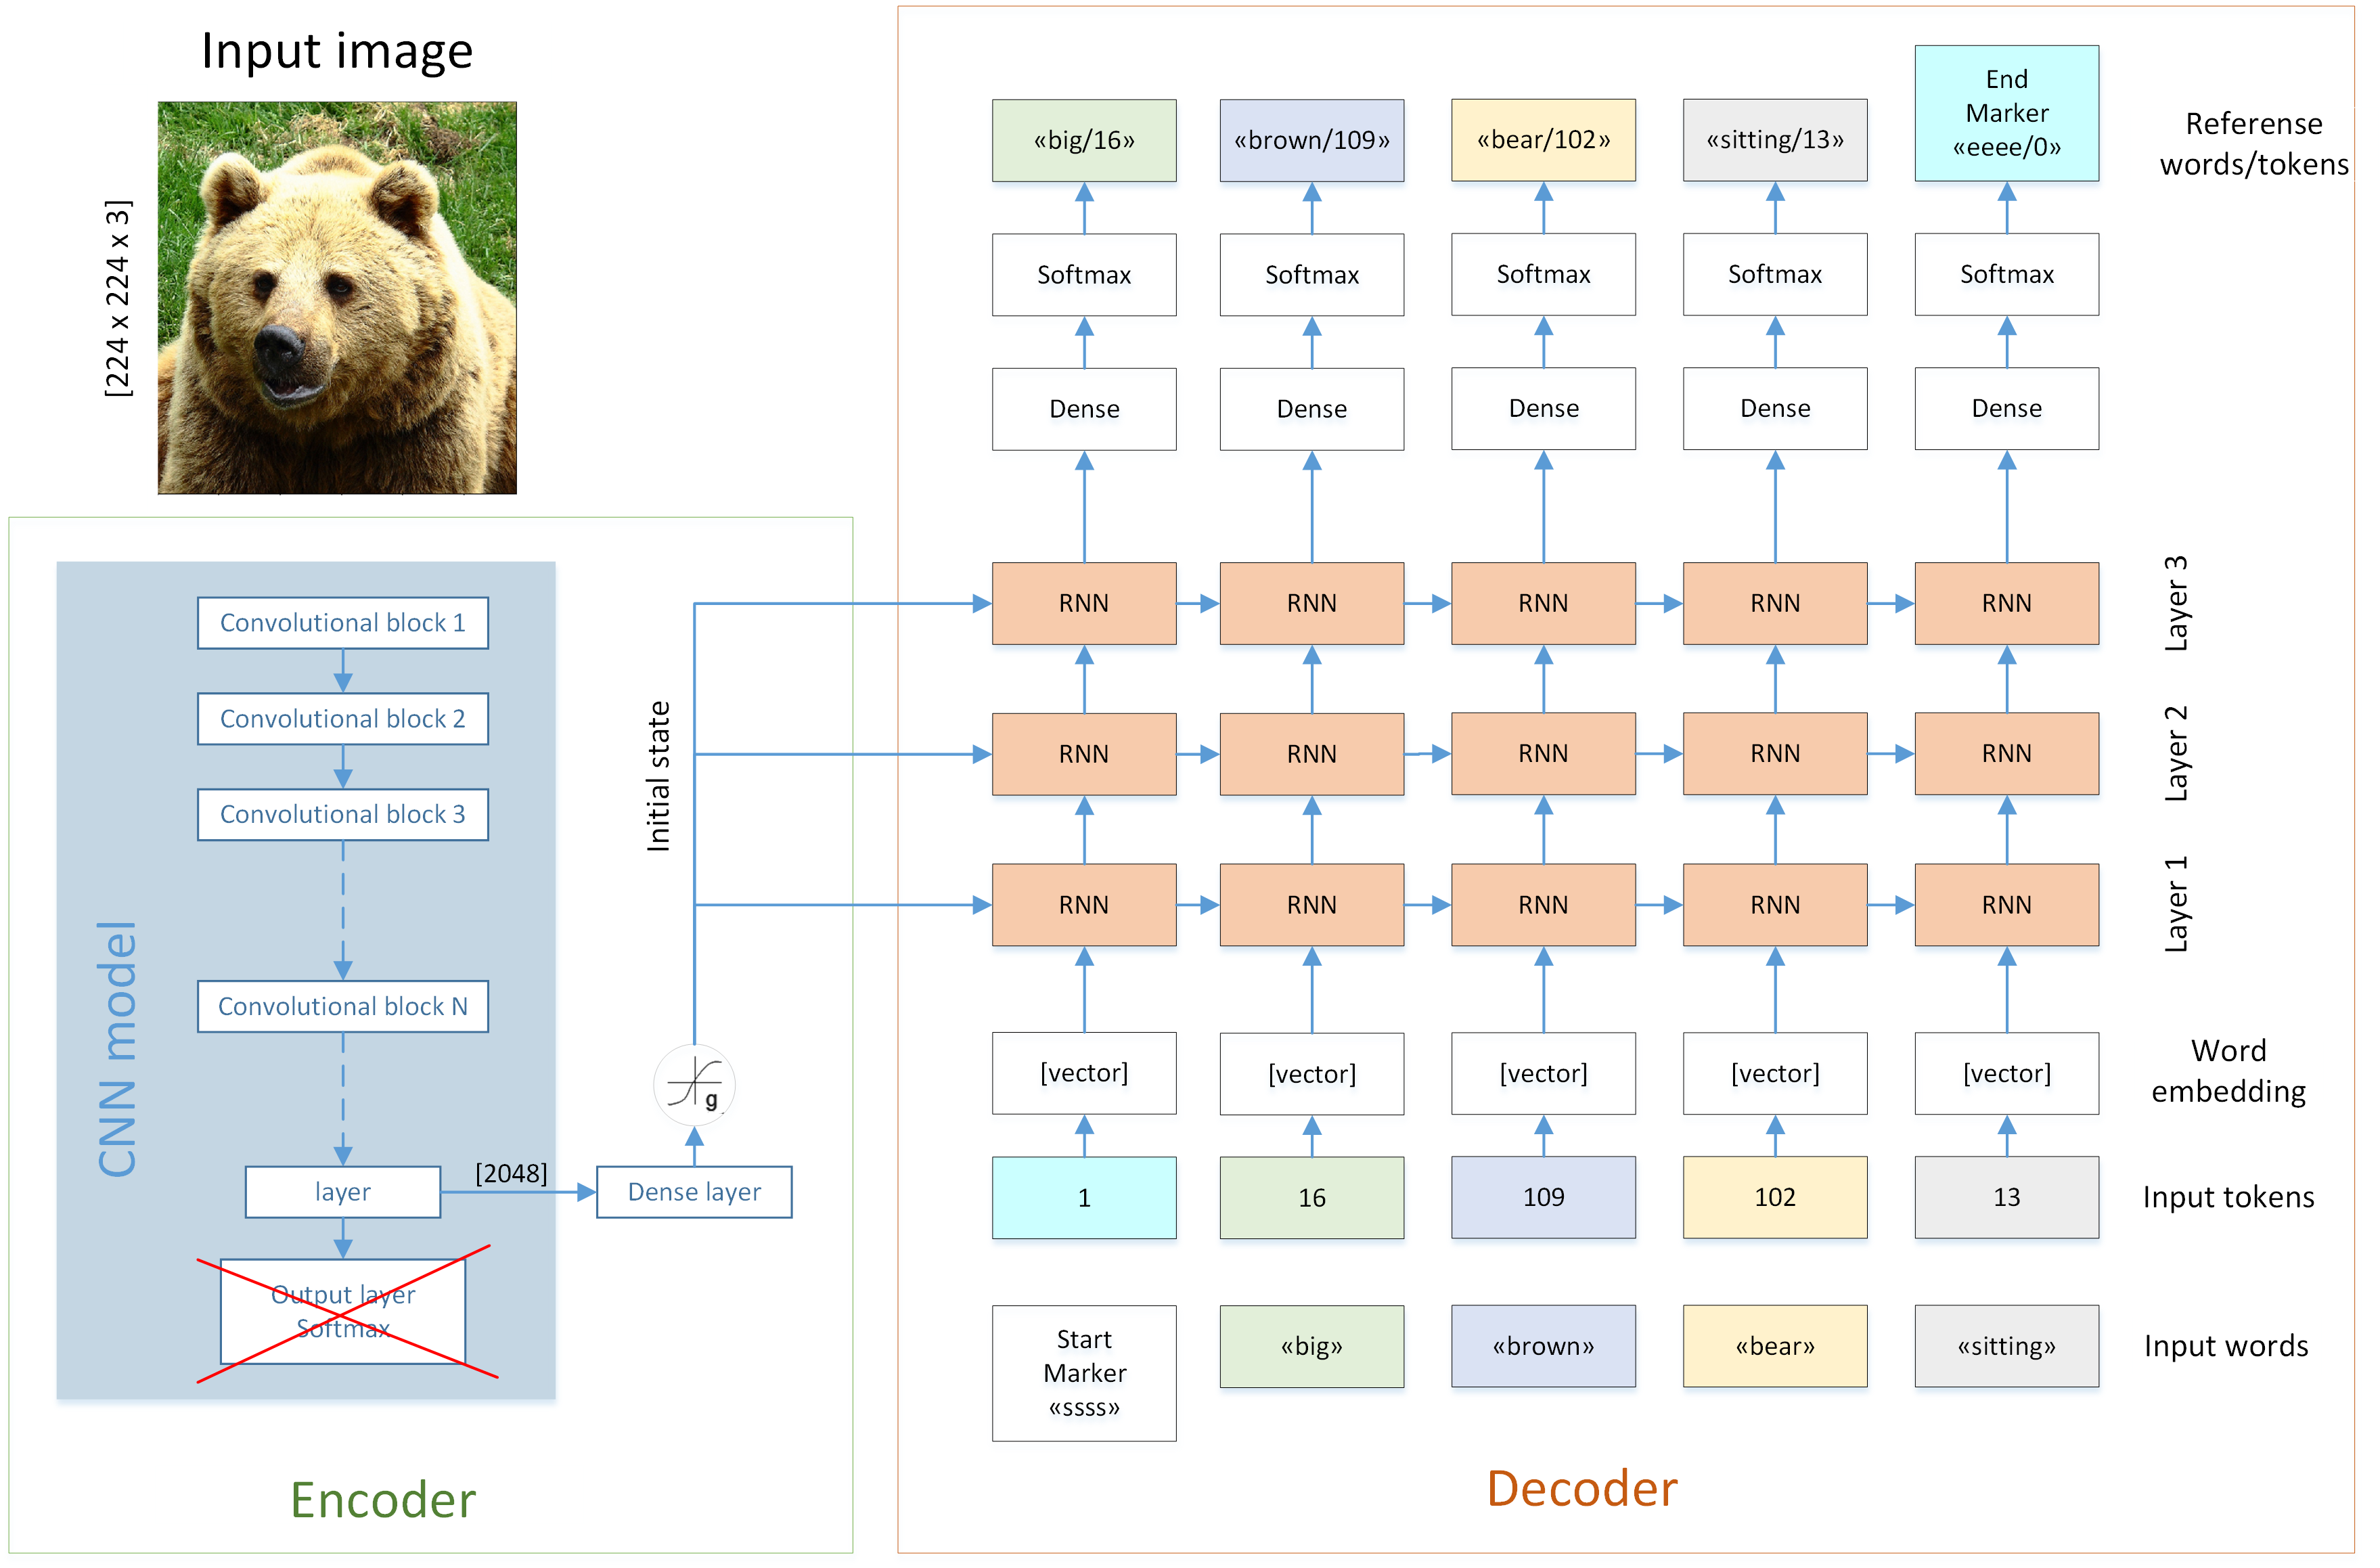 Input image
[224 x 224 x 3]
CNN model
Convolutional block 1
Convolutional block 2
Convolutional block 3
Convolutional block N
layer
[2048]
Dense layer
Output layer
Softmax
g
Initial state
Encoder
«big/16»
«brown/109»
«bear/102»
«sitting/13»
End
Marker
«eeee/0»
Referense
words/tokens
Softmax
Softmax
Softmax
Softmax
Softmax
Dense
Dense
Dense
Dense
Dense
RNN
RNN
RNN
RNN
RNN
Layer 3
RNN
RNN
RNN
RNN
RNN
Layer 2
RNN
RNN
RNN
RNN
RNN
Layer 1
[vector]
[vector]
[vector]
[vector]
[vector]
Word
embedding
1
16
109
102
13
Input tokens
Start
Marker
«ssss»
«big»
«brown»
«bear»
«sitting»
Input words
Decoder